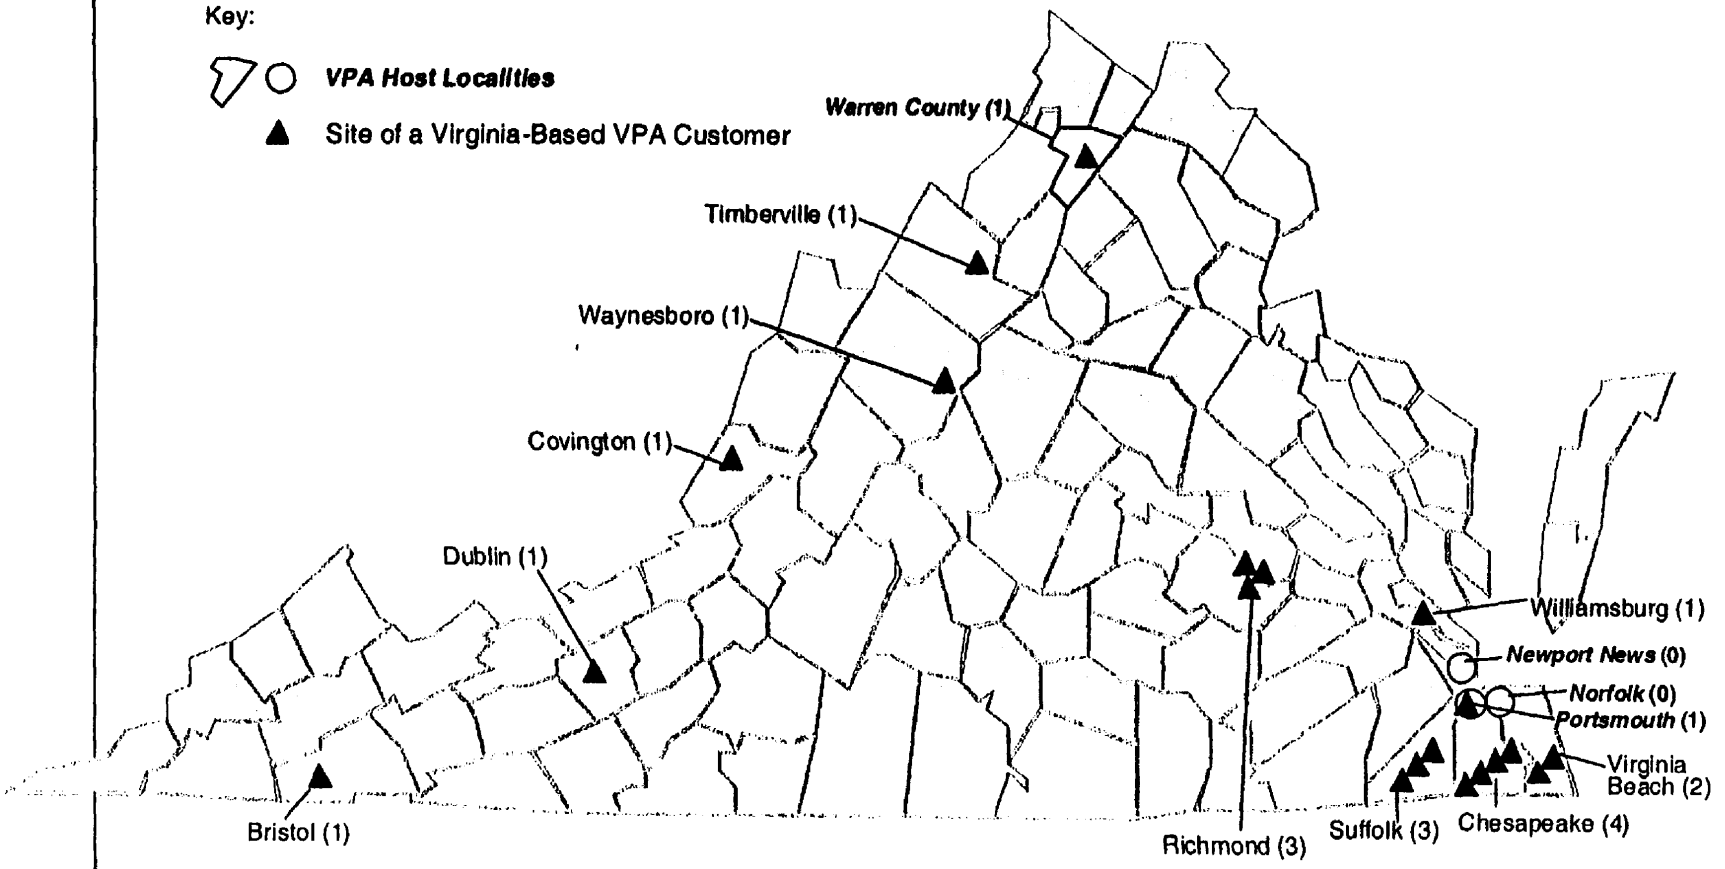 Key:
VPA Host Localities
Site of a Virginia-Based VPA Customer
Warren County (1)
Timberville (1)
Waynesboro (1)
Covington (1)
Dublin (1)
Williamsburg (1)
Newport News (0)
Norfolk (0)
Portsmouth (1)
Virginia
Beach (2)
Bristol (1)
Richmond (3)
Suffolk (3)
Chesapeake (4)